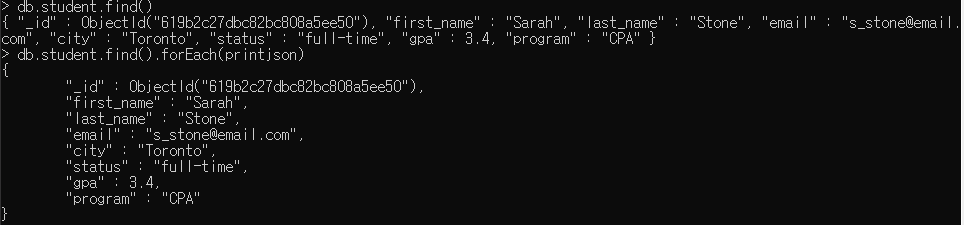 > db.student.find()
{ "_id" : ObjectId("619b2c27dbc82bc808a5ee50"), "first_name" : "Sarah", "last_name" : "Stone", "email" : "s_stone@email.
com", "city" : "Toronto", "status" : "full-time", "gpa" : 3.4, "program" : "CPA" }
> db.student.find().forEach(printjson)
{
        "_id" : ObjectId("619b2c27dbc82bc808a5ee50"),
        "first_name" : "Sarah",
        "last_name" : "Stone",
        "email" : "s_stone@email.com",
        "city" : "Toronto",
        "status" : "full-time",
        "gpa" : 3.4,
        "program" : "CPA"
}